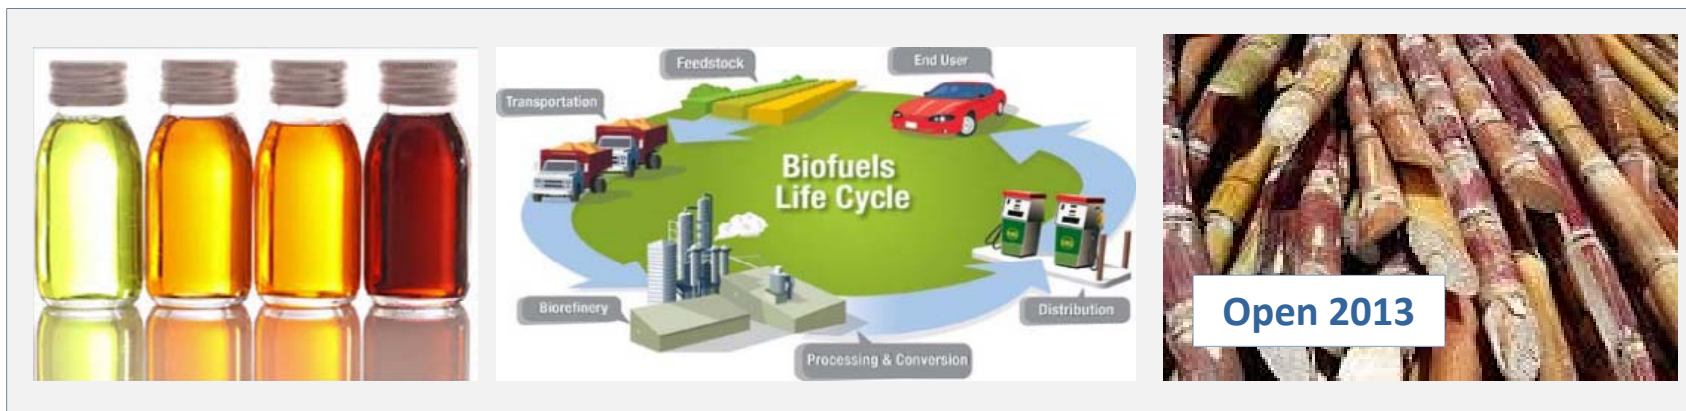 Feedstock
End User
Transportation
Biofuels
Life Cycle
Biorefinery
Distribution
Processing & Conversion
Open 2013